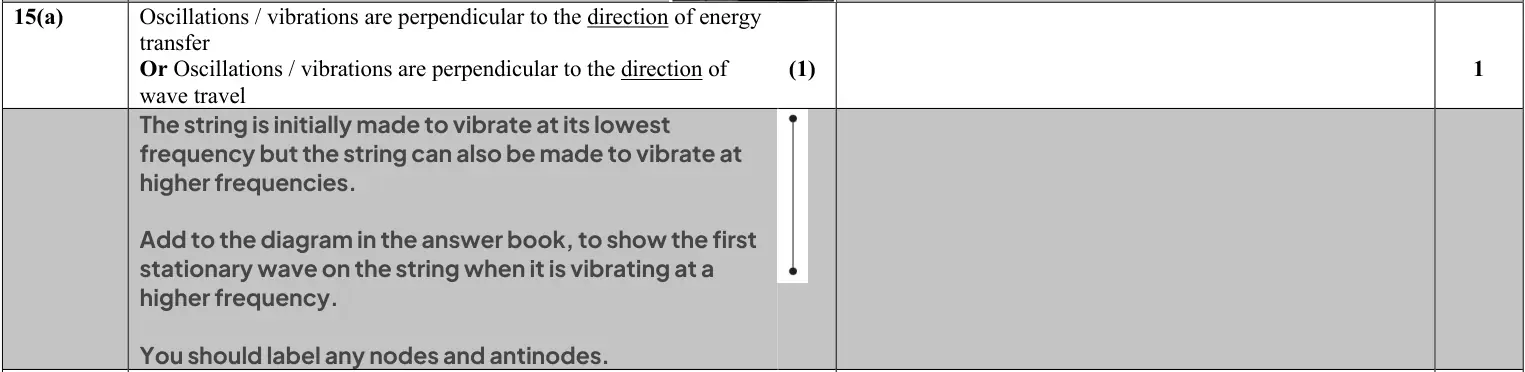 15(a) Oscillations / vibrations are perpendicular to the direction of energy
transfer
Or Oscillations / vibrations are perpendicular to the direction of (1) 1
wave travel
The string is initially made to vibrate at its lowest
frequency but the string can also be made to vibrate at
higher frequencies.
Add to the diagram in the answer book, to show the first
stationary wave on the string when it is vibrating at a
higher frequency.
You should label any nodes and antinodes.